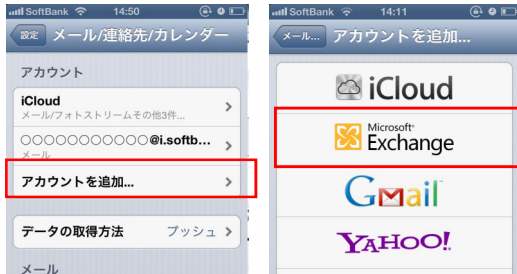 SoftBank 14:50
設定 メール/連絡先/カレンダー
アカウント
iCloud
メール/フォトストリームその他3件...
○○○○○○○○○○○@i.softb...
メール
アカウントを追加...
データの取得方法 プッシュ
メール
SoftBank 14:11
メール... アカウントを追加...
iCloud
Microsoft
Exchange
Gmail
YAHOO!